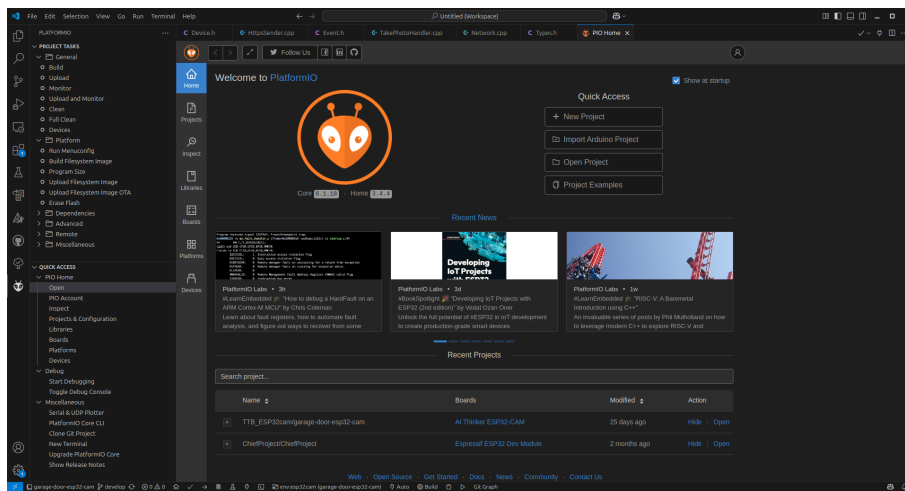 File Edit Selection View Go Run Terminal Help
Untitled (Workspace)
PLATFORMIO
Device.h
HttpsSender.cpp
Event.h
TakePhotoHandler.cpp
Network.cpp
Types.h
PIO Home
PROJECT TASKS
General
Build
Upload
Monitor
Upload and Monitor
Clean
Full Clean
Devices
Platform
Run Menuconfig
Build Filesystem Image
Program Size
Upload Filesystem Image
Upload Filesystem Image OTA
Erase Flash
Dependencies
Advanced
Remote
Miscellaneous
QUICK ACCESS
PIO Home
Open
PIO Account
Inspect
Projects & Configuration
Libraries
Boards
Platforms
Devices
Debug
Start Debugging
Toggle Debug Console
Miscellaneous
Serial & UDP Plotter
PlatformIO Core CLI
Clone Git Project
New Terminal
Upgrade PlatformIO Core
Show Release Notes
Follow Us
Home
Projects
Inspect
Libraries
Boards
Platforms
Devices
Welcome to PlatformIO
Show at startup
Core 6.1.16 · Home 3.4.4
Quick Access
New Project
Import Arduino Project
Open Project
Project Examples
Recent News
PlatformIO Labs • 3h
#LearnEmbedded "How to debug a HardFault on an
ARM Cortex-M MCU" by Chris Coleman
Learn about fault registers, how to automate fault
analysis, and figure out ways to recover from some
Developing
IoT Projects
with ESP32
PlatformIO Labs • 3d
#BookSpotlight "Developing IoT Projects with
ESP32 (2nd edition)" by Vedat Ozan Oner
Unlock the full potential of #ESP32 in IoT development
to create production-grade smart devices
PlatformIO Labs • 1w
#LearnEmbedded "RISC-V: A Baremetal
Introduction using C++"
An invaluable series of posts by Phil Mulholland on how
to leverage modern C++ to explore RISC-V and
Recent Projects
Search project...
Name Boards Modified Action
TTB_ESP32cam/garage-door-esp32-cam AI Thinker ESP32-CAM 25 days ago Hide Open
ChiefProject/ChiefProject Espressif ESP32 Dev Module 2 months ago Hide Open
Web · Open Source · Get Started · Docs · News · Community · Contact Us
garage-door-esp32-cam develop 0 0 0 env:esp32cam (garage-door-esp32-cam) Auto Build Git Graph